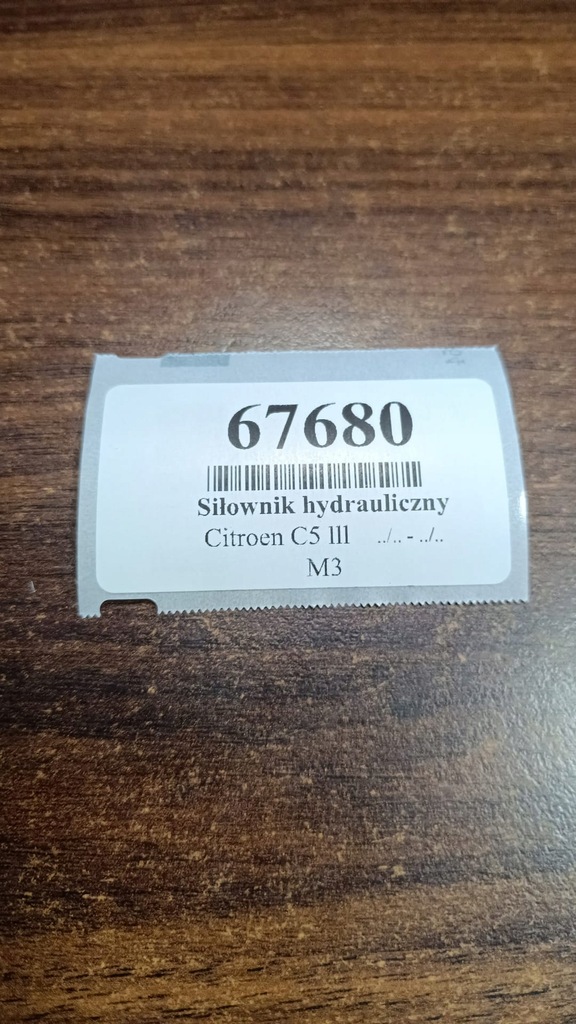 67680
Siłownik hydrauliczny
Citroen C5 lll ../.. - ../..
M3